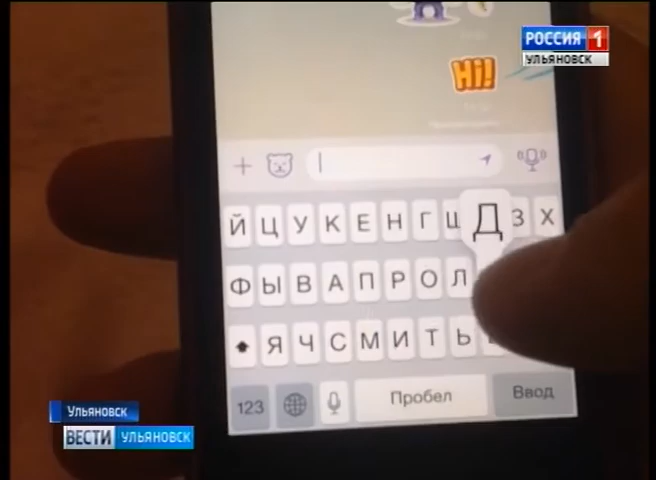 РОССИЯ 1
УЛЬЯНОВСК
Hi!
Д
Й Ц У К Е Н Г З Х
Ф Ы В А П Р О Л
Я Ч С М И Т Ь
123 Пробел Ввод
Ульяновск
ВЕСТИ УЛЬЯНОВСК